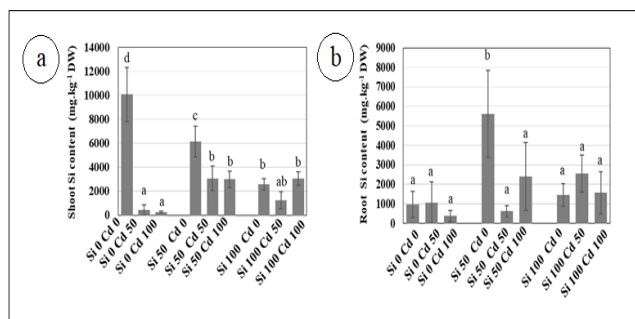 a
Shoot Si content (mg.kg⁻¹ DW)
14000
12000
10000
8000
6000
4000
2000
0
d
a
a
c
b
b
b
ab
b
Si 0 Cd 0
Si 0 Cd 50
Si 0 Cd 100
Si 50 Cd 0
Si 50 Cd 50
Si 50 Cd 100
Si 100 Cd 0
Si 100 Cd 50
Si 100 Cd 100
b
Root Si content (mg.kg⁻¹ DW)
9000
8000
7000
6000
5000
4000
3000
2000
1000
0
a
a
a
b
a
a
a
a
a
Si 0 Cd 0
Si 0 Cd 50
Si 0 Cd 100
Si 50 Cd 0
Si 50 Cd 50
Si 50 Cd 100
Si 100 Cd 0
Si 100 Cd 50
Si 100 Cd 100